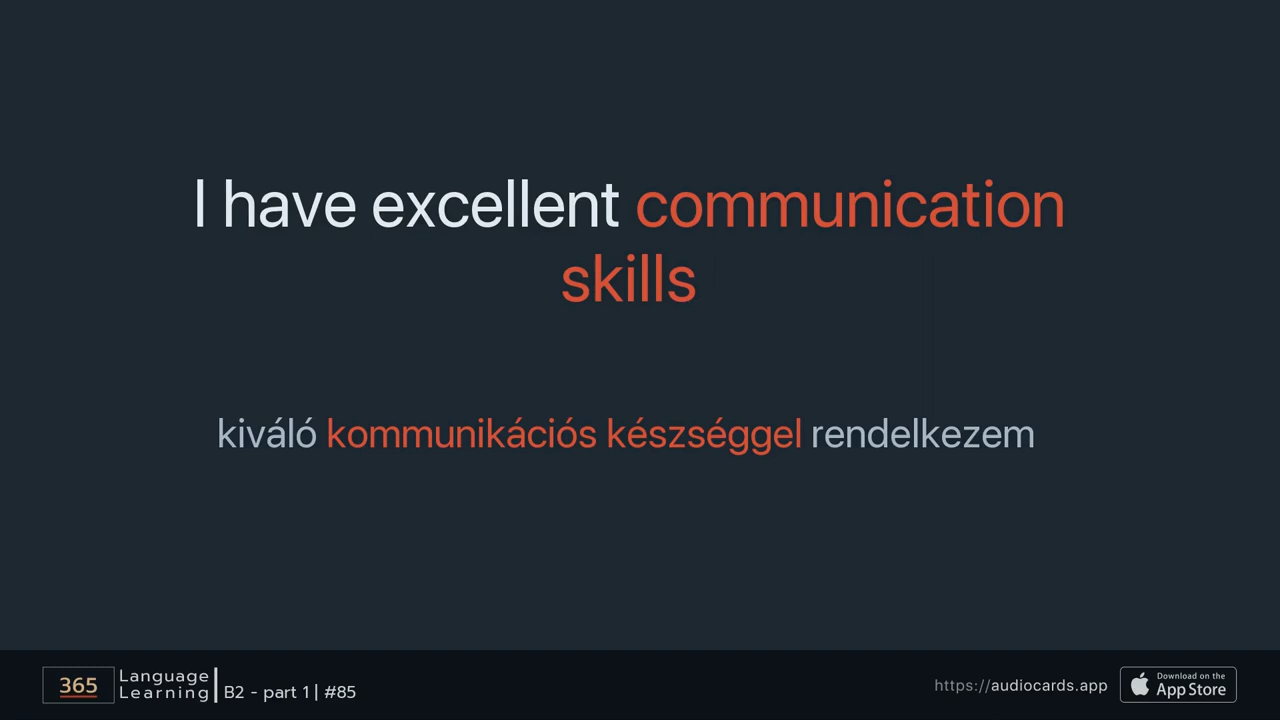 I have excellent communication
skills
kiváló kommunikációs készséggel rendelkezem
365
Language
Learning
B2 - part 1 | #85
https://audiocards.app
Download on the
App Store